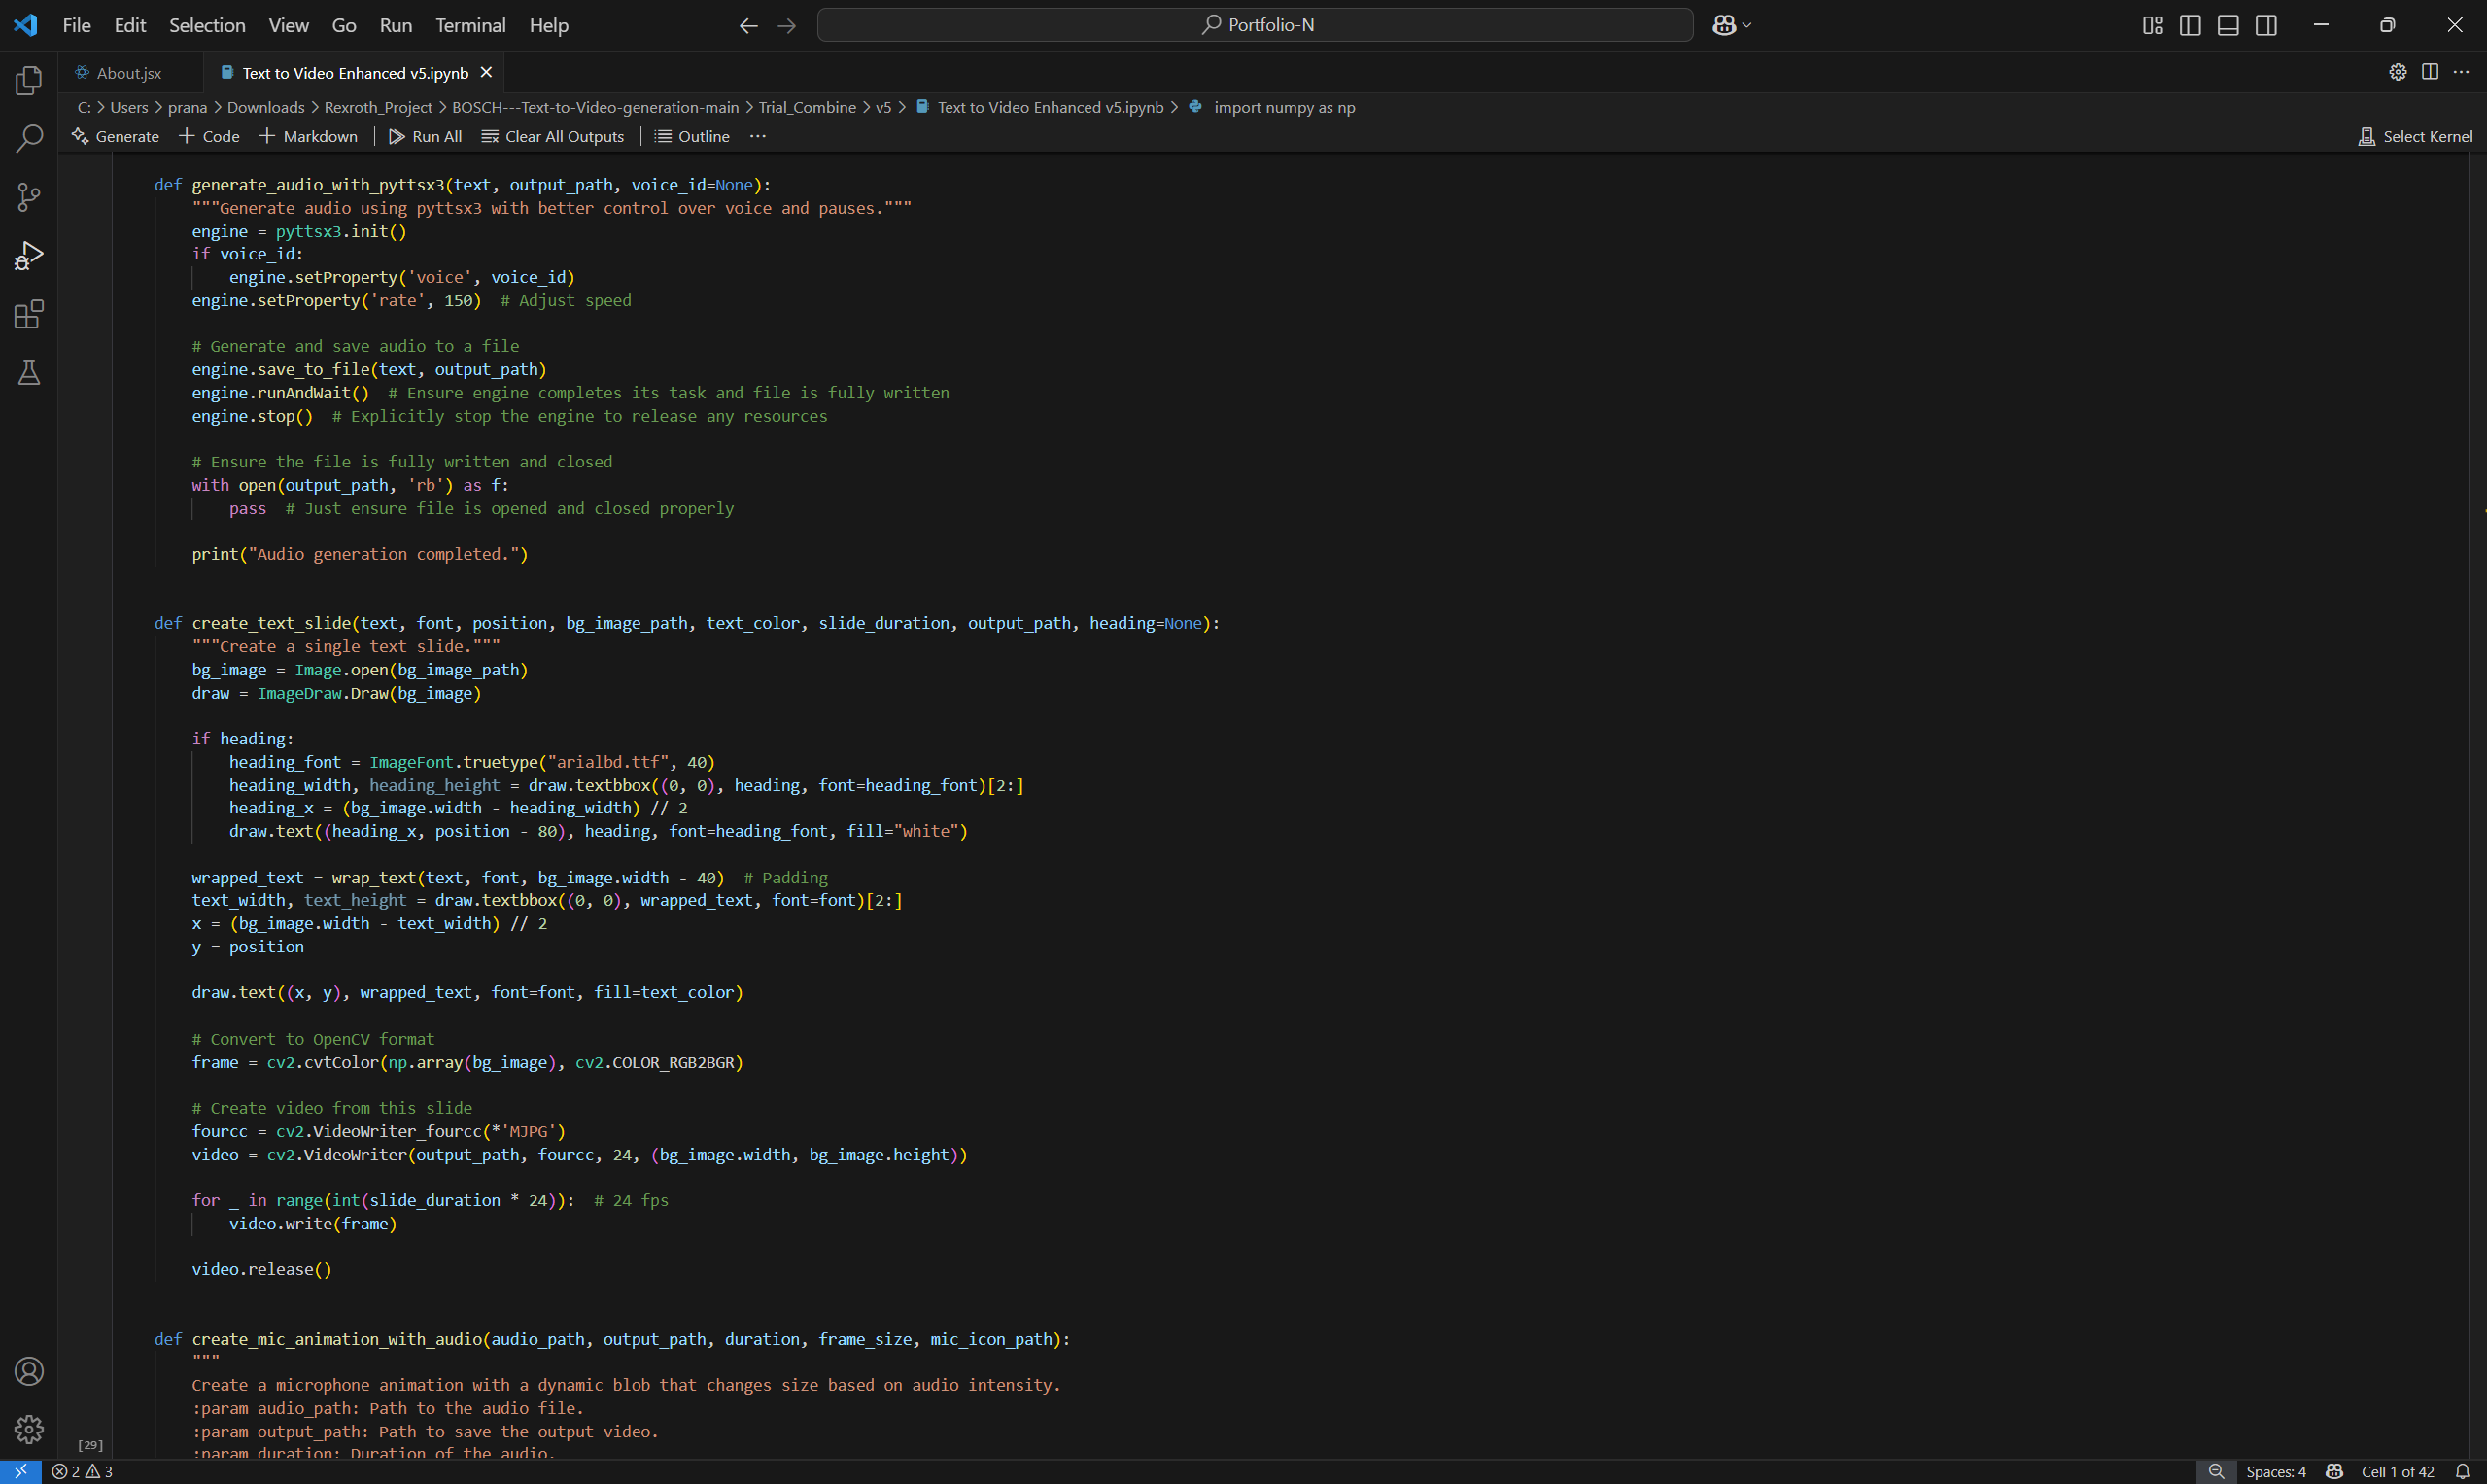 File Edit Selection View Go Run Terminal Help
Portfolio-N
About.jsx
Text to Video Enhanced v5.ipynb
C: > Users > prana > Downloads > Rexroth_Project > BOSCH---Text-to-Video-generation-main > Trial_Combine > v5 > Text to Video Enhanced v5.ipynb > import numpy as np
Generate + Code + Markdown | Run All Clear All Outputs | Outline ...
Select Kernel
def generate_audio_with_pyttsx3(text, output_path, voice_id=None):
    """Generate audio using pyttsx3 with better control over voice and pauses."""
    engine = pyttsx3.init()
    if voice_id:
        engine.setProperty('voice', voice_id)
    engine.setProperty('rate', 150)  # Adjust speed
    # Generate and save audio to a file
    engine.save_to_file(text, output_path)
    engine.runAndWait()  # Ensure engine completes its task and file is fully written
    engine.stop()  # Explicitly stop the engine to release any resources
    # Ensure the file is fully written and closed
    with open(output_path, 'rb') as f:
        pass  # Just ensure file is opened and closed properly
    print("Audio generation completed.")
def create_text_slide(text, font, position, bg_image_path, text_color, slide_duration, output_path, heading=None):
    """Create a single text slide."""
    bg_image = Image.open(bg_image_path)
    draw = ImageDraw.Draw(bg_image)
    if heading:
        heading_font = ImageFont.truetype("arialbd.ttf", 40)
        heading_width, heading_height = draw.textbbox((0, 0), heading, font=heading_font)[2:]
        heading_x = (bg_image.width - heading_width) // 2
        draw.text((heading_x, position - 80), heading, font=heading_font, fill="white")
    wrapped_text = wrap_text(text, font, bg_image.width - 40)  # Padding
    text_width, text_height = draw.textbbox((0, 0), wrapped_text, font=font)[2:]
    x = (bg_image.width - text_width) // 2
    y = position
    draw.text((x, y), wrapped_text, font=font, fill=text_color)
    # Convert to OpenCV format
    frame = cv2.cvtColor(np.array(bg_image), cv2.COLOR_RGB2BGR)
    # Create video from this slide
    fourcc = cv2.VideoWriter_fourcc(*'MJPG')
    video = cv2.VideoWriter(output_path, fourcc, 24, (bg_image.width, bg_image.height))
    for _ in range(int(slide_duration * 24)):  # 24 fps
        video.write(frame)
    video.release()
def create_mic_animation_with_audio(audio_path, output_path, duration, frame_size, mic_icon_path):
    """
    Create a microphone animation with a dynamic blob that changes size based on audio intensity.
    :param audio_path: Path to the audio file.
    :param output_path: Path to save the output video.
    :param duration: Duration of the audio.
[29]
2 3
Spaces: 4 Cell 1 of 42